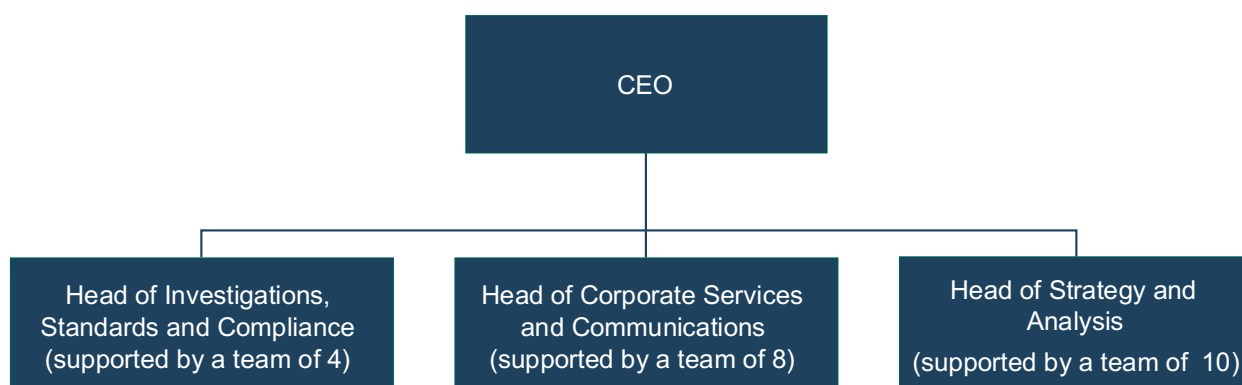 CEO
Head of Investigations,
Standards and Compliance
(supported by a team of 4)
Head of Corporate Services
and Communications
(supported by a team of 8)
Head of Strategy and
Analysis
(supported by a team of  10)